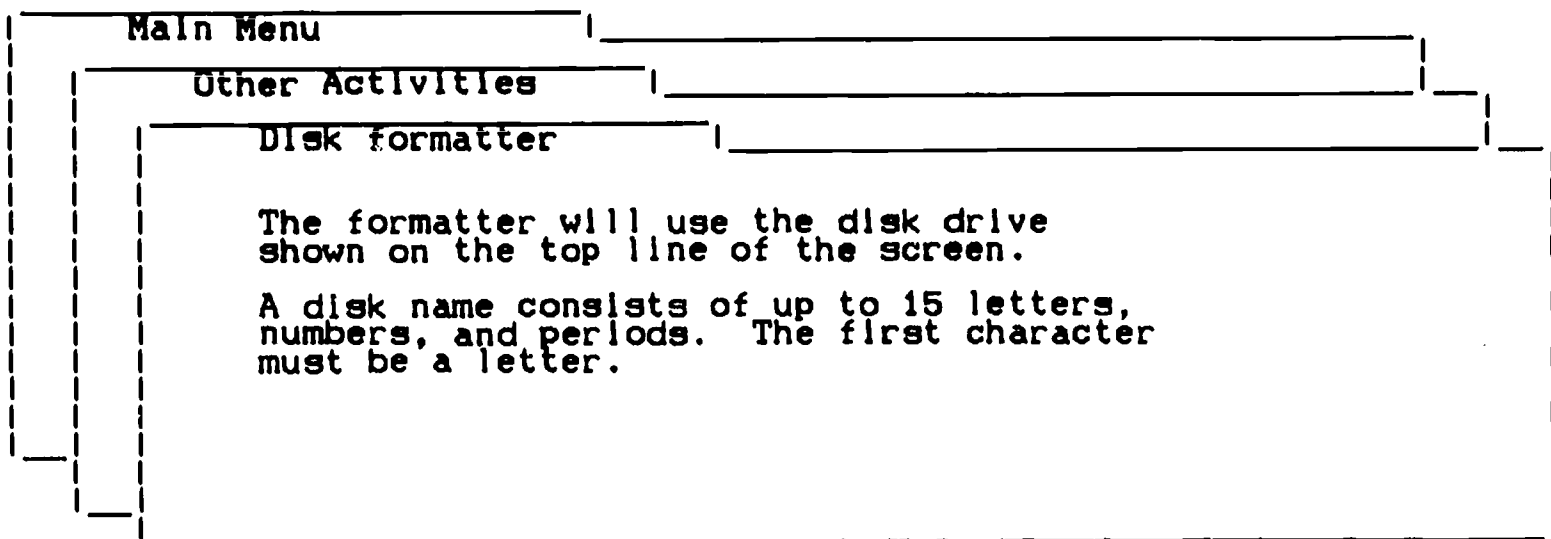 Main Menu
Other Activities
Disk formatter
The formatter will use the disk drive
shown on the top line of the screen.
A disk name consists of up to 15 letters,
numbers, and periods. The first character
must be a letter.